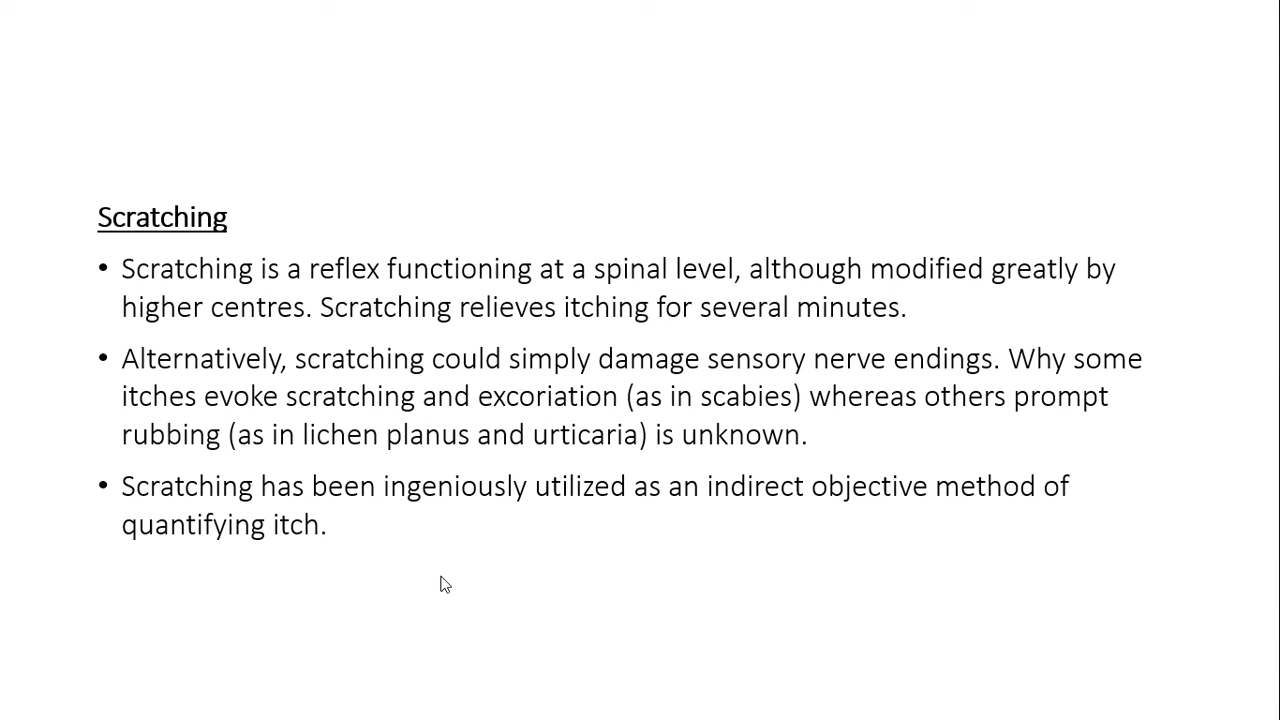 Scratching
• Scratching is a reflex functioning at a spinal level, although modified greatly by
higher centres. Scratching relieves itching for several minutes.
• Alternatively, scratching could simply damage sensory nerve endings. Why some
itches evoke scratching and excoriation (as in scabies) whereas others prompt
rubbing (as in lichen planus and urticaria) is unknown.
• Scratching has been ingeniously utilized as an indirect objective method of
quantifying itch.